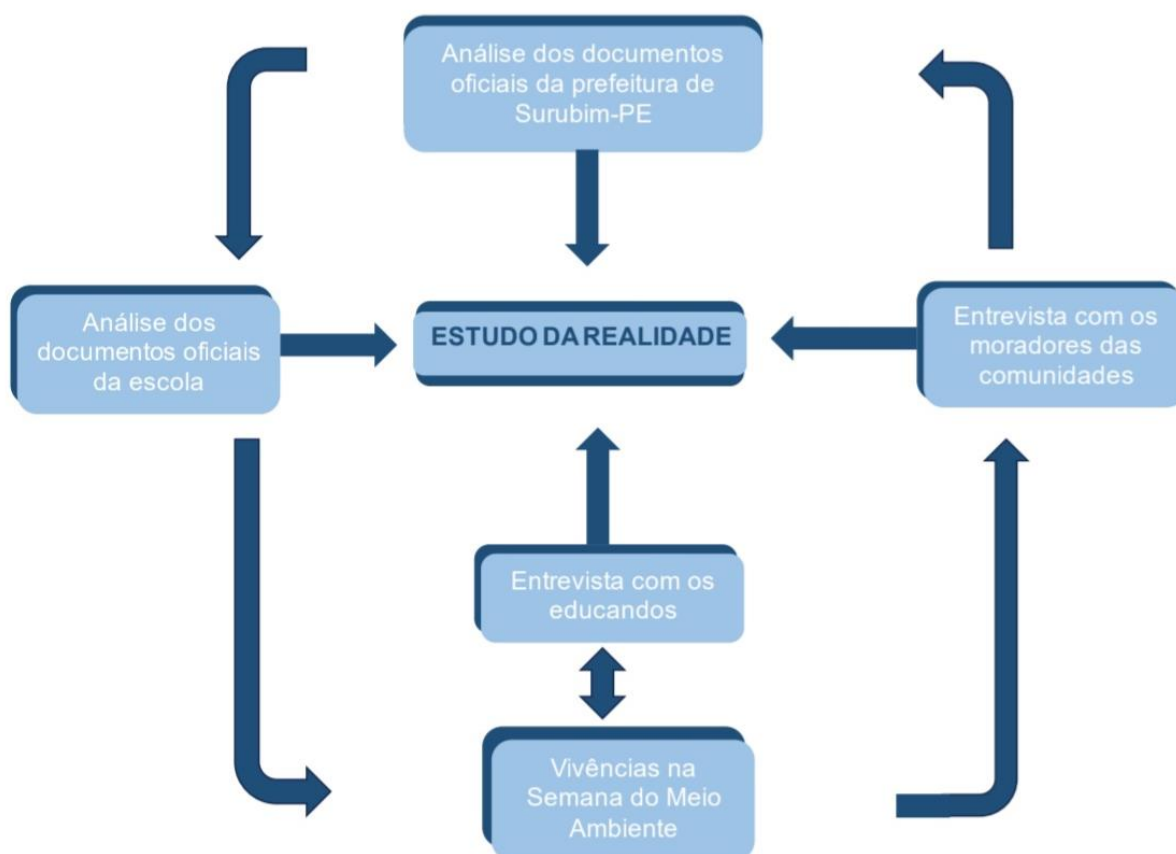 Análise dos documentos
oficiais da prefeitura de
Surubim-PE
Análise dos
documentos oficiais
da escola
ESTUDO DA REALIDADE
Entrevista com os
moradores das
comunidades
Entrevista com os
educandos
Vivências na
Semana do Meio
Ambiente